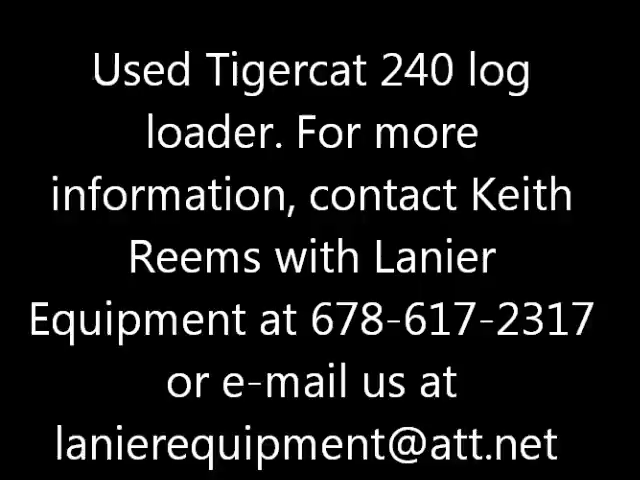 Used Tigercat 240 log
loader. For more
information, contact Keith
Reems with Lanier
Equipment at 678-617-2317
or e-mail us at
lanierequipment@att.net